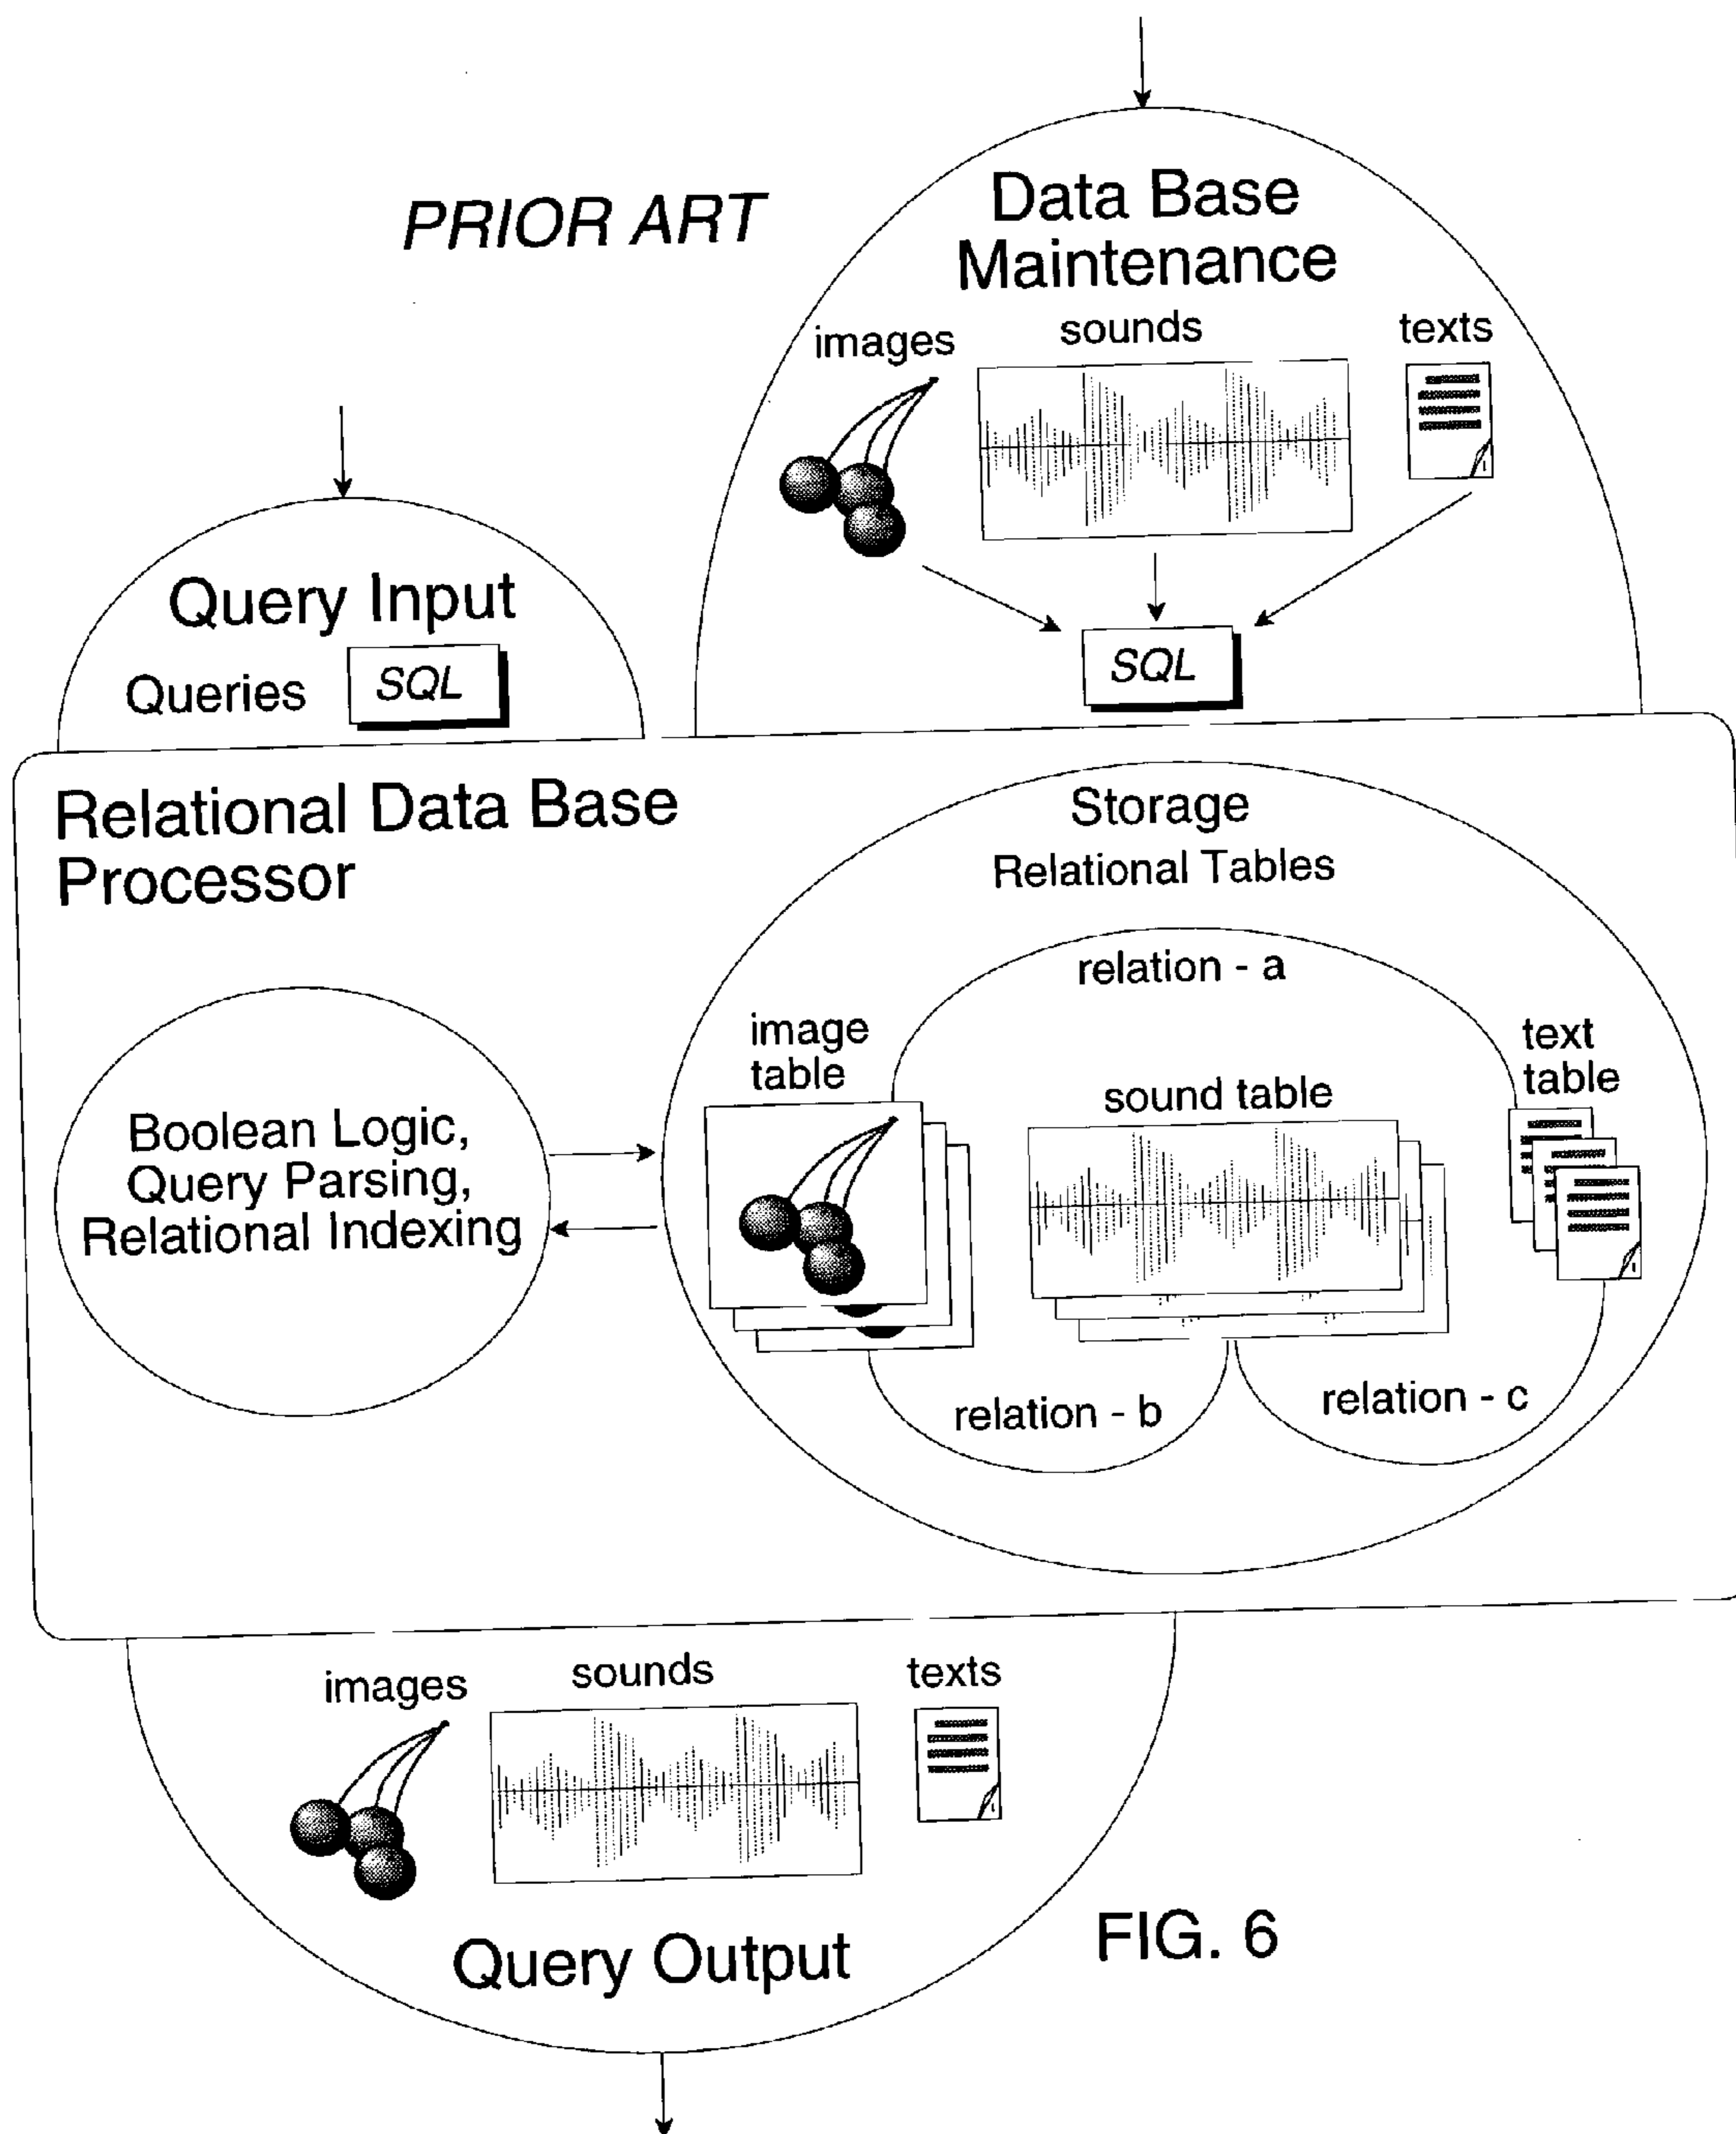 PRIOR ART
Data Base
Maintenance
images
sounds
texts
SQL
Query Input
Queries
SQL
Relational Data Base
Processor
Storage
Relational Tables
relation - a
image
table
sound table
text
table
Boolean Logic,
Query Parsing,
Relational Indexing
relation - b
relation - c
images
sounds
texts
Query Output
FIG. 6